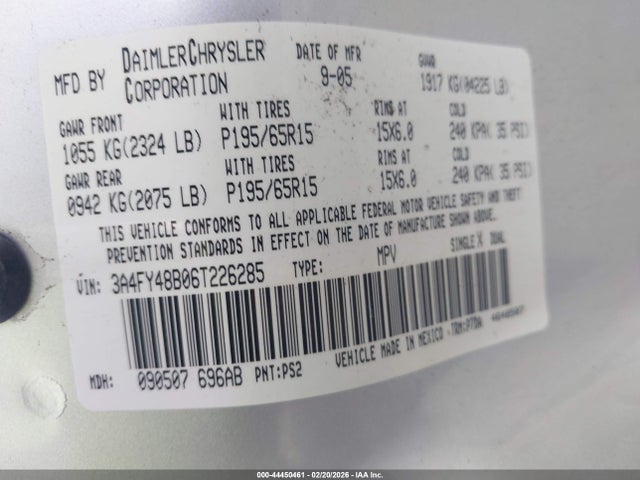 MFD BY DAIMLERCHRYSLER CORPORATION DATE OF MFR 9-05 GVWR 1917 KG(04225 LB)
GAWR FRONT WITH TIRES RIMS AT COLD
1055 KG(2324 LB) P195/65R15 15X6.0 240 KPA( 35 PSI)
GAWR REAR WITH TIRES RIMS AT COLD
0942 KG(2075 LB) P195/65R15 15X6.0 240 KPA( 35 PSI)
THIS VEHICLE CONFORMS TO ALL APPLICABLE FEDERAL MOTOR VEHICLE SAFETY AND THEFT
PREVENTION STANDARDS IN EFFECT ON THE DATE OF MANUFACTURE SHOWN ABOVE.
VIN: 3A4FY48B06T226285 TYPE: MPV SINGLE X DUAL
MDH: 090507 696AB PNT:PS2 VEHICLE MADE IN MEXICO TRM:P7DA
000-44450461 - 02/20/2026 - IAA Inc.